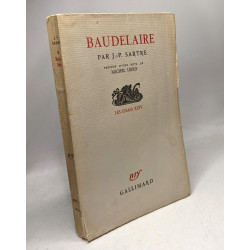 BAUDELAIRE
PAR J.-P. SARTRE
PRÉCÉDÉ D'UNE NOTE DE
MICHEL LEIRIS
LES ESSAIS XXIV
nrf
GALLIMARD